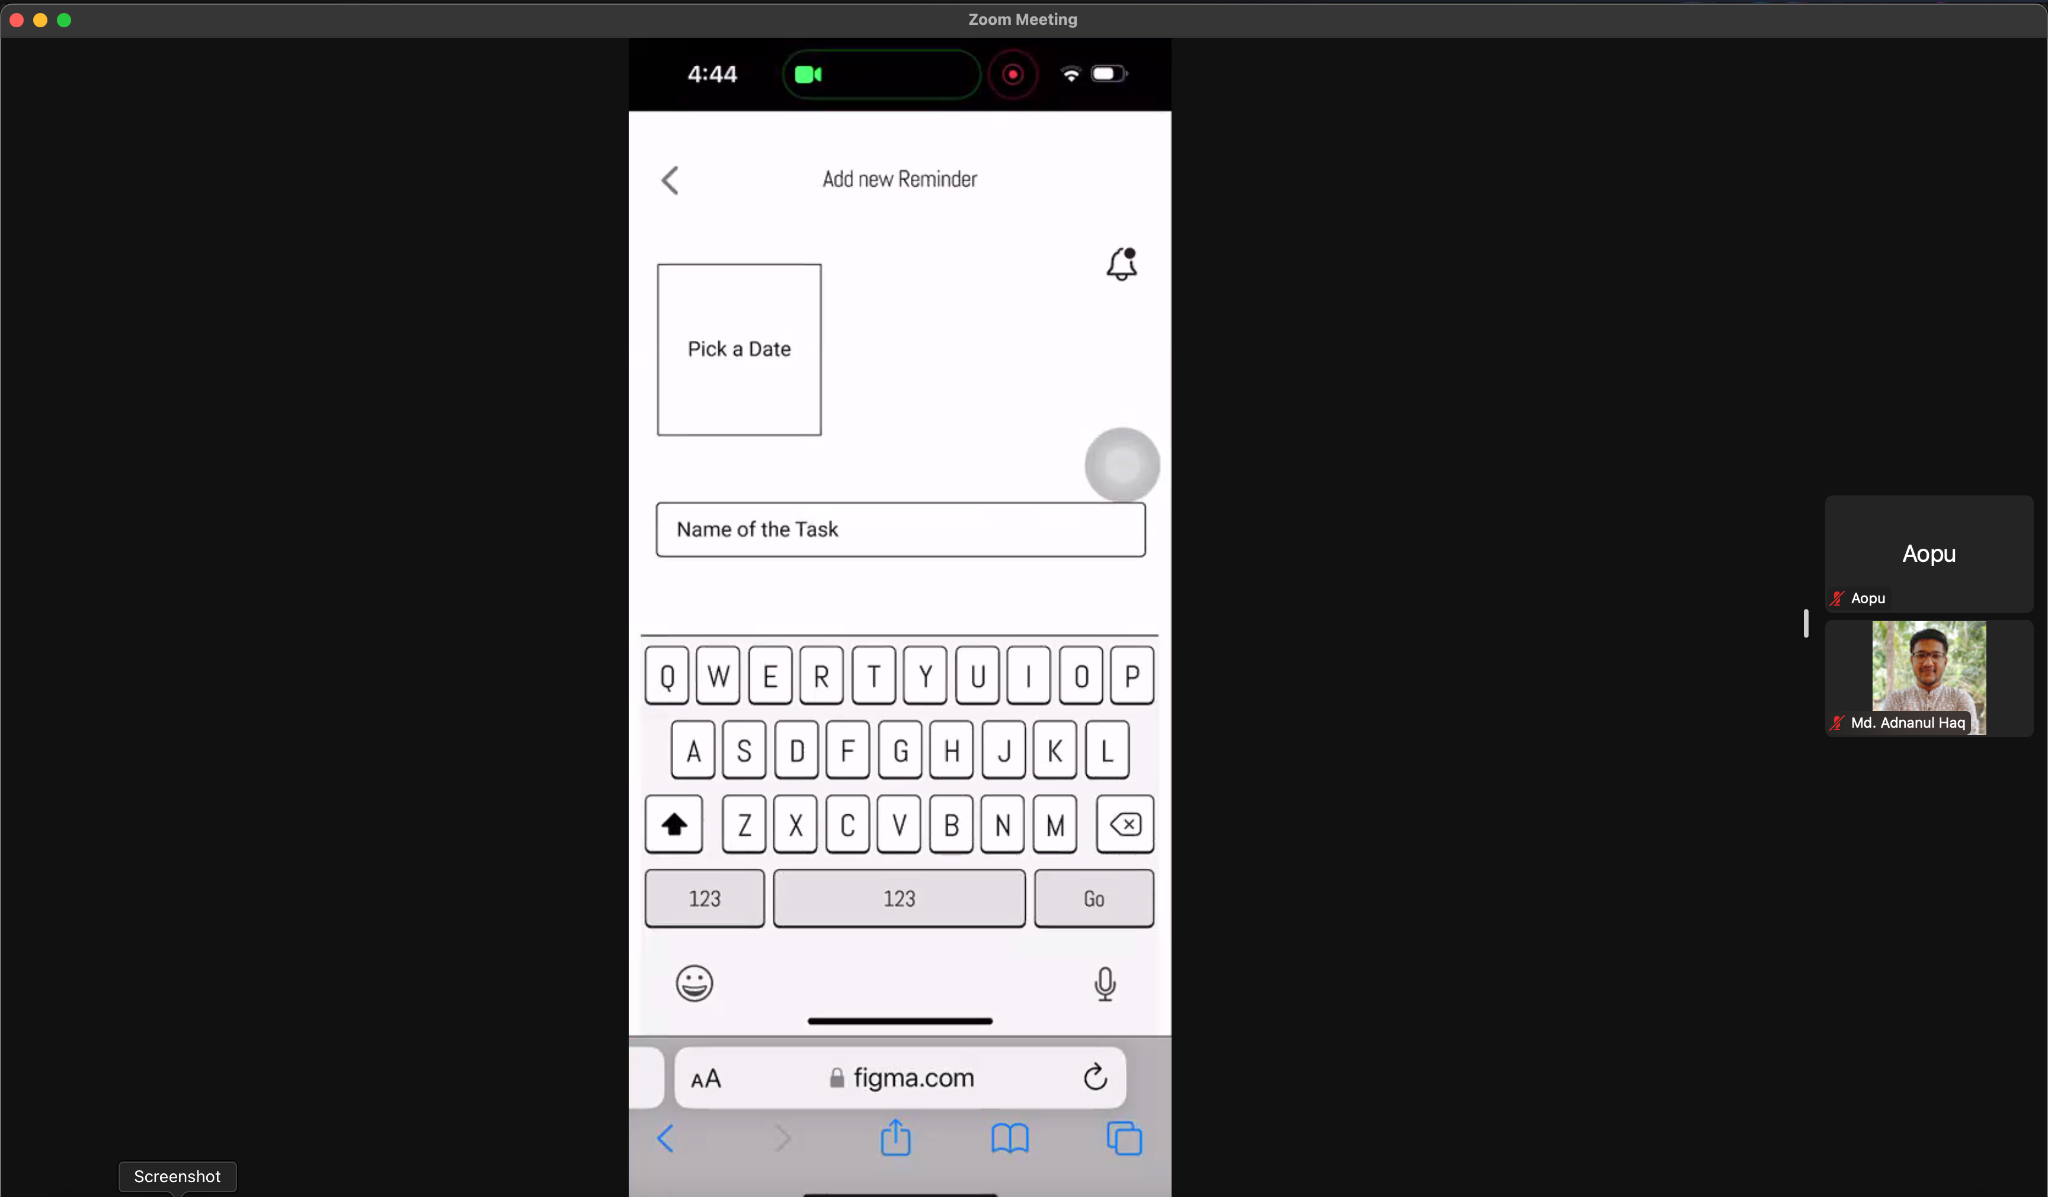 Zoom Meeting
4:44
Add new Reminder
Pick a Date
Name of the Task
Q W E R T Y U I O P
A S D F G H J K L
Z X C V B N M
123 123 Go
AA figma.com
Aopu
Aopu
Md. Adnanul Haq
Screenshot